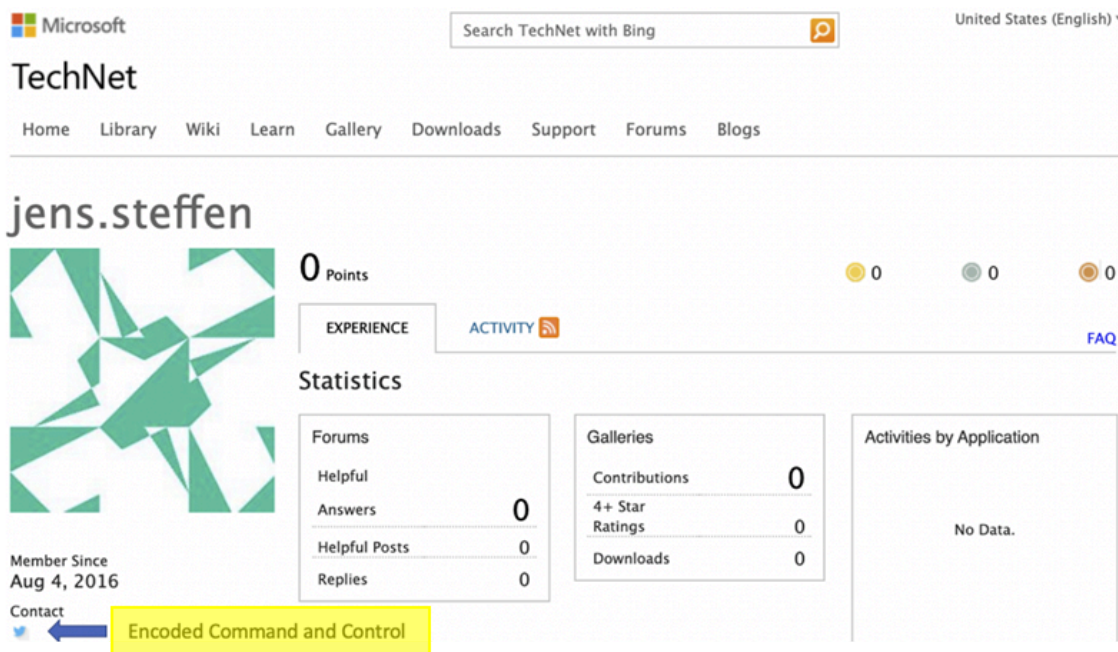 Microsoft
Search TechNet with Bing
United States (English)
TechNet
Home Library Wiki Learn Gallery Downloads Support Forums Blogs
jens.steffen
0 Points
0 0 0
EXPERIENCE ACTIVITY
FAQ
Statistics
Forums
Helpful
Answers 0
Helpful Posts 0
Replies 0
Galleries
Contributions 0
4+ Star
Ratings 0
Downloads 0
Activities by Application
No Data.
Member Since
Aug 4, 2016
Contact
Encoded Command and Control